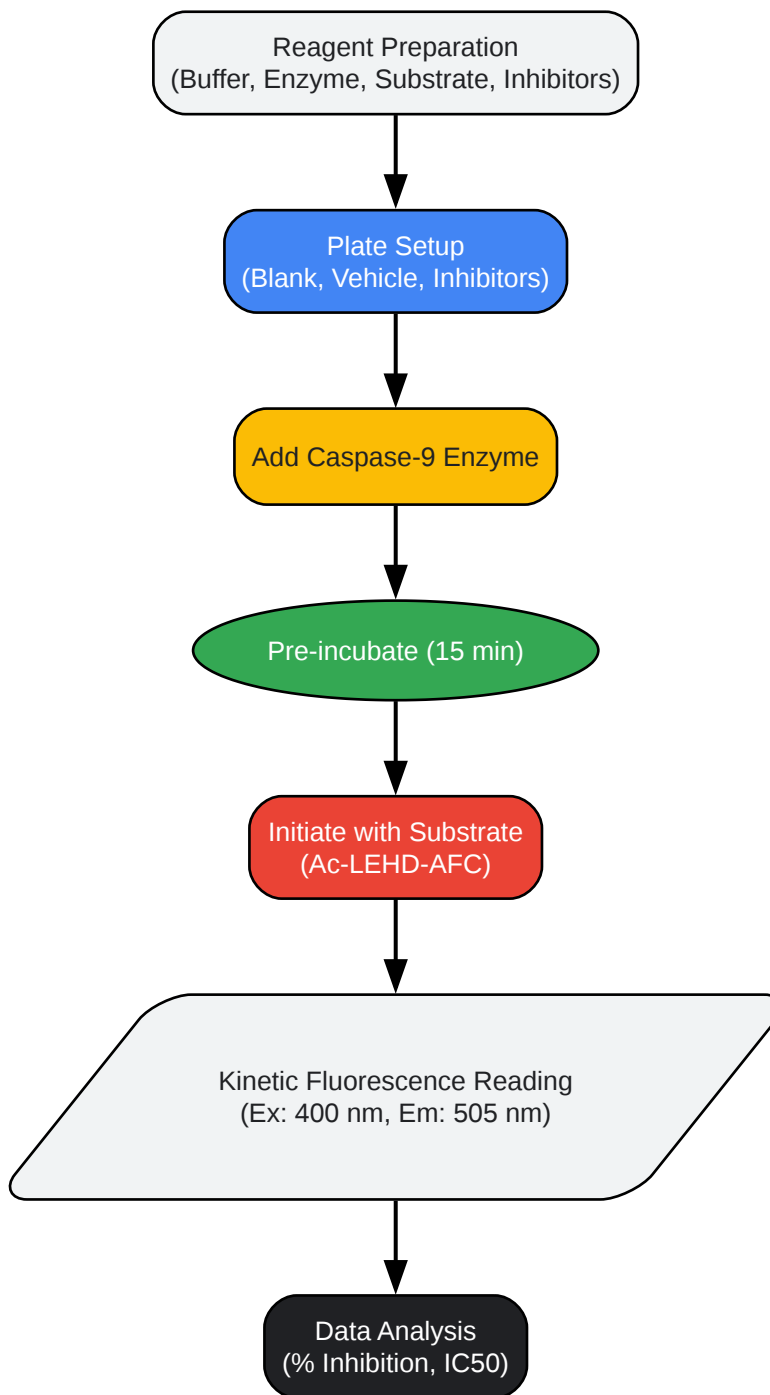 Reagent Preparation
(Buffer, Enzyme, Substrate, Inhibitors)
Plate Setup
(Blank, Vehicle, Inhibitors)
Add Caspase-9 Enzyme
Pre-incubate (15 min)
Initiate with Substrate
(Ac-LEHD-AFC)
Kinetic Fluorescence Reading
(Ex: 400 nm, Em: 505 nm)
Data Analysis
(% Inhibition, IC50)